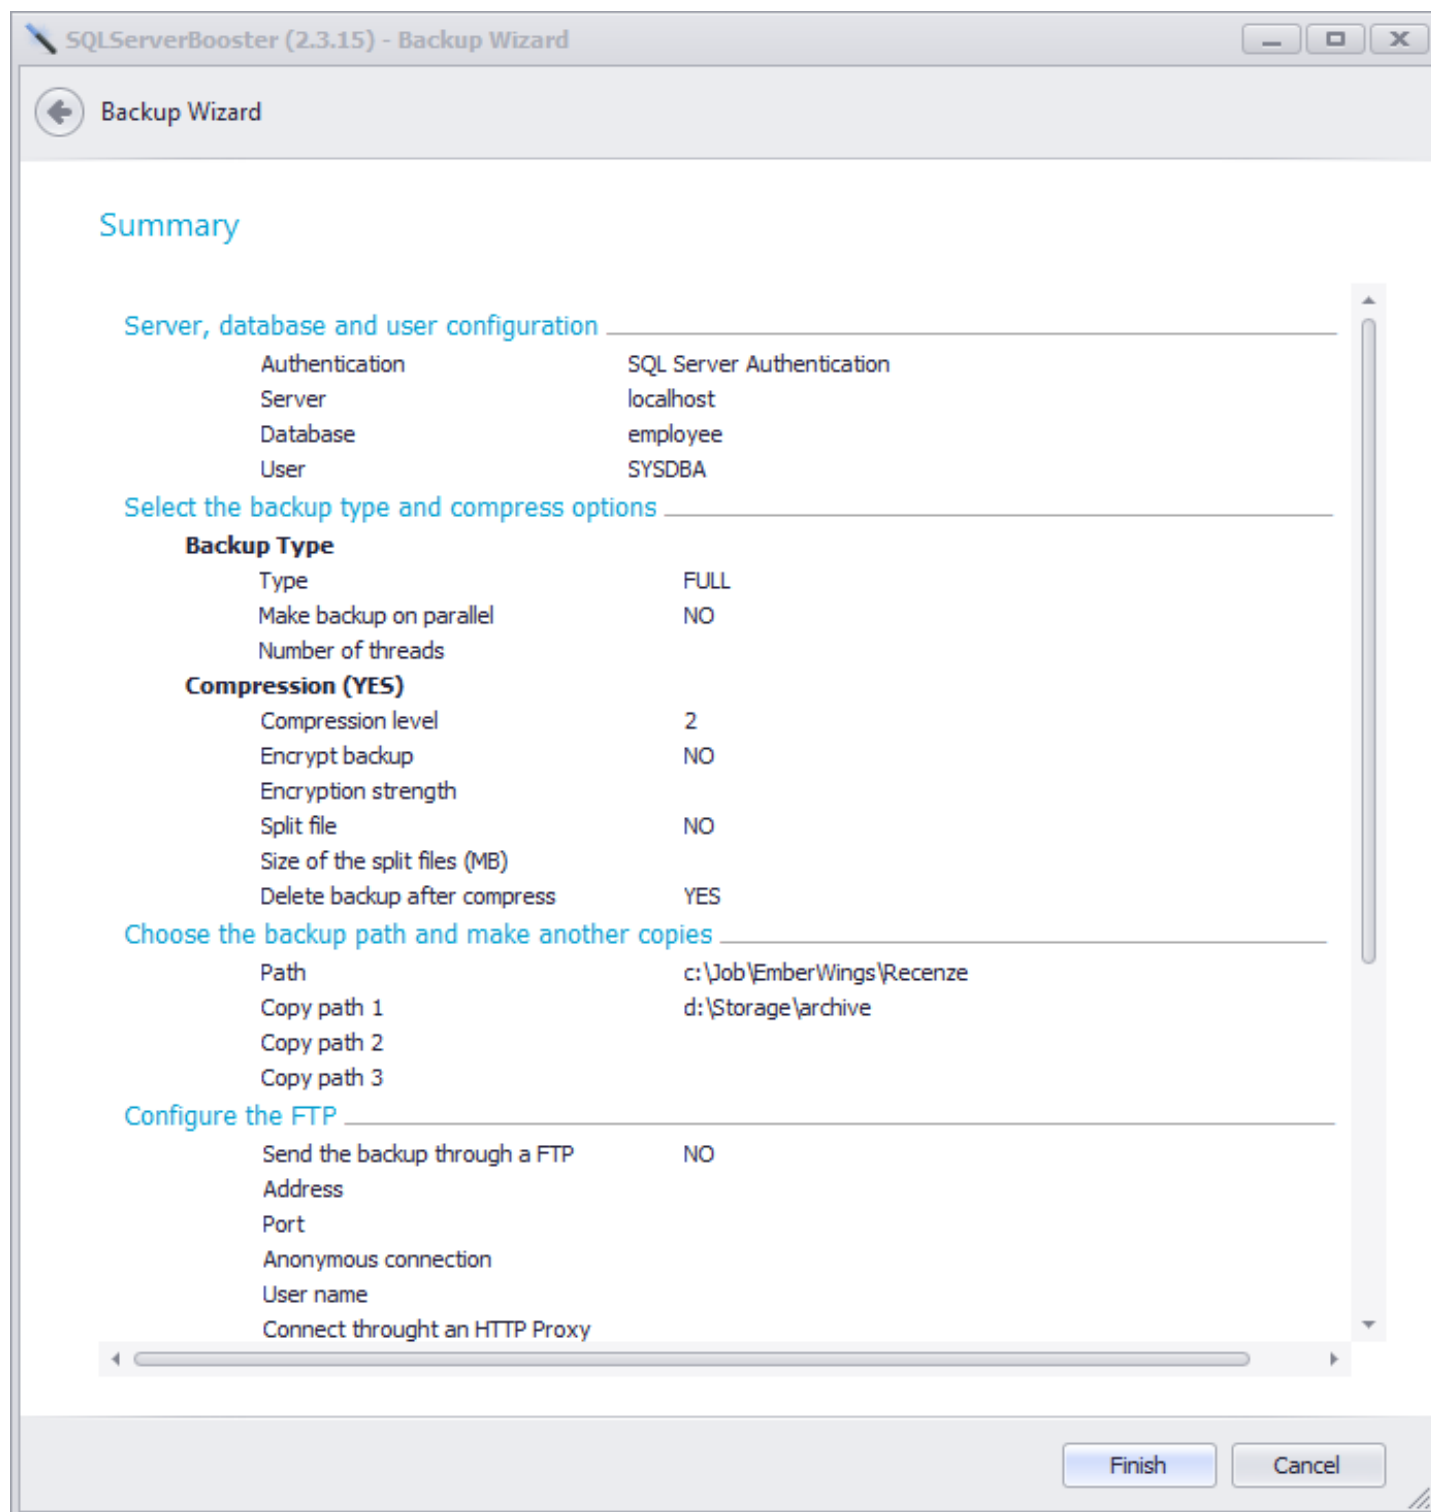 SQLServerBooster (2.3.15) - Backup Wizard
Backup Wizard
Summary
Server, database and user configuration
Authentication SQL Server Authentication
Server localhost
Database employee
User SYSDBA
Select the backup type and compress options
Backup Type
Type FULL
Make backup on parallel NO
Number of threads
Compression (YES)
Compression level 2
Encrypt backup NO
Encryption strength
Split file NO
Size of the split files (MB)
Delete backup after compress YES
Choose the backup path and make another copies
Path c:\Job\EmberWings\Recenze
Copy path 1 d:\Storage\archive
Copy path 2
Copy path 3
Configure the FTP
Send the backup through a FTP NO
Address
Port
Anonymous connection
User name
Connect throught an HTTP Proxy
Finish Cancel